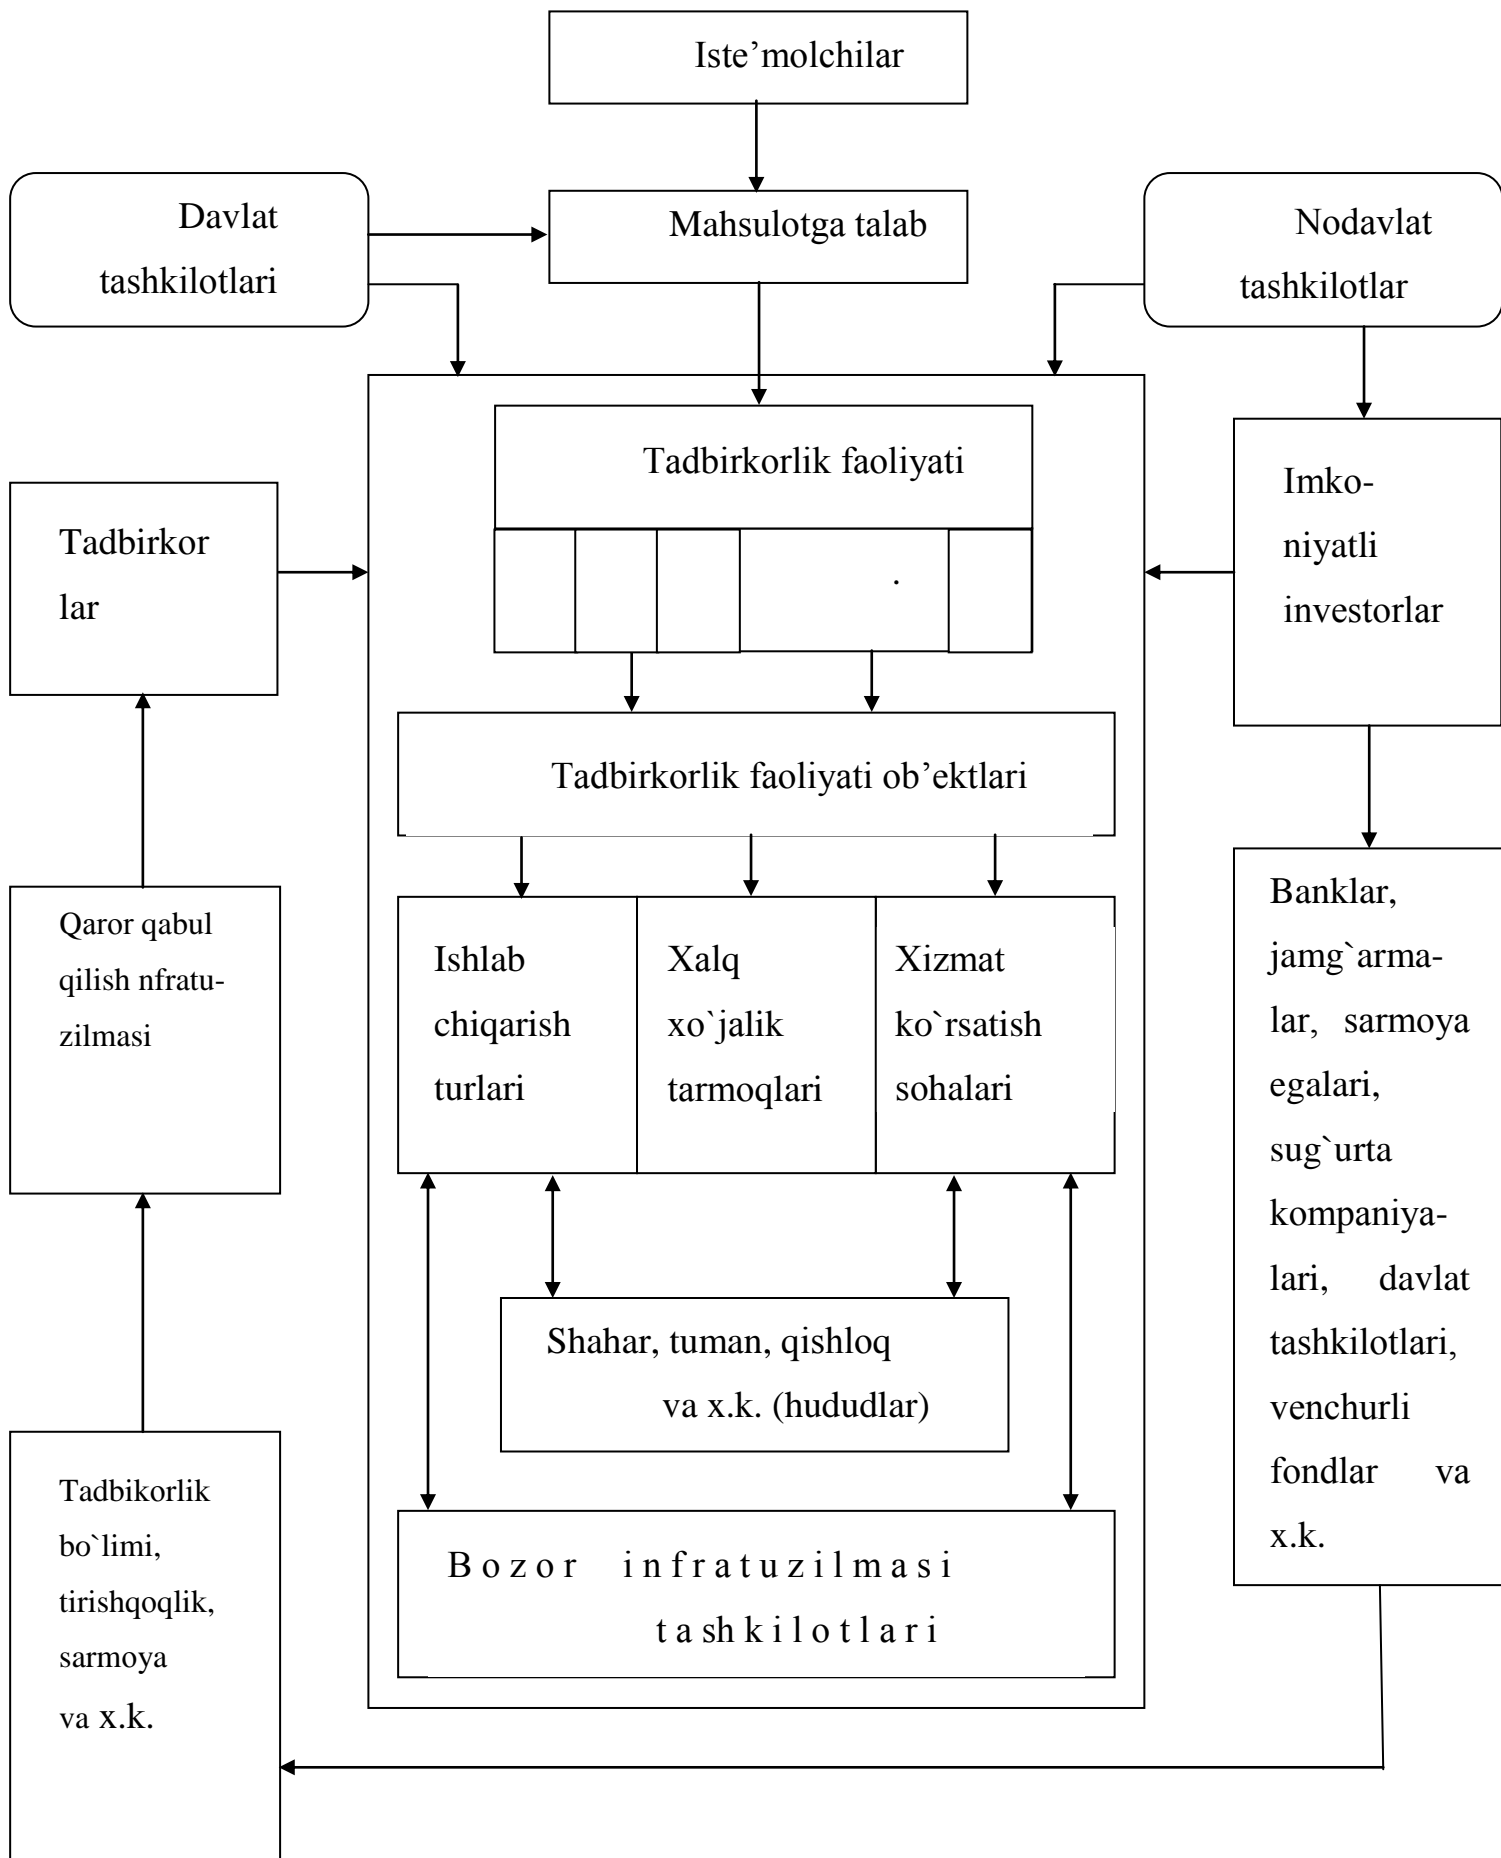 Iste’molchilar
Davlat
tashkilotlari
Mahsulotga talab
Nodavlat
tashkilotlar
Tadbirkorlik faoliyati
.
Tadbirkor
lar
Imko-
niyatli
investorlar
Tadbirkorlik faoliyati ob’ektlari
Qaror qabul
qilish nfratu-
zilmasi
Ishlab
chiqarish
turlari
Xalq
xo`jalik
tarmoqlari
Xizmat
ko`rsatish
sohalari
Banklar,
jamg`arma-
lar, sarmoya
egalari,
sug`urta
kompaniya-
lari, davlat
tashkilotlari,
venchurli
fondlar va
x.k.
Shahar, tuman, qishloq
va x.k. (hududlar)
Tadbikorlik
bo`limi,
tirishqoqlik,
sarmoya
va x.k.
Bozor infratuzilmasi
tashkilotlari